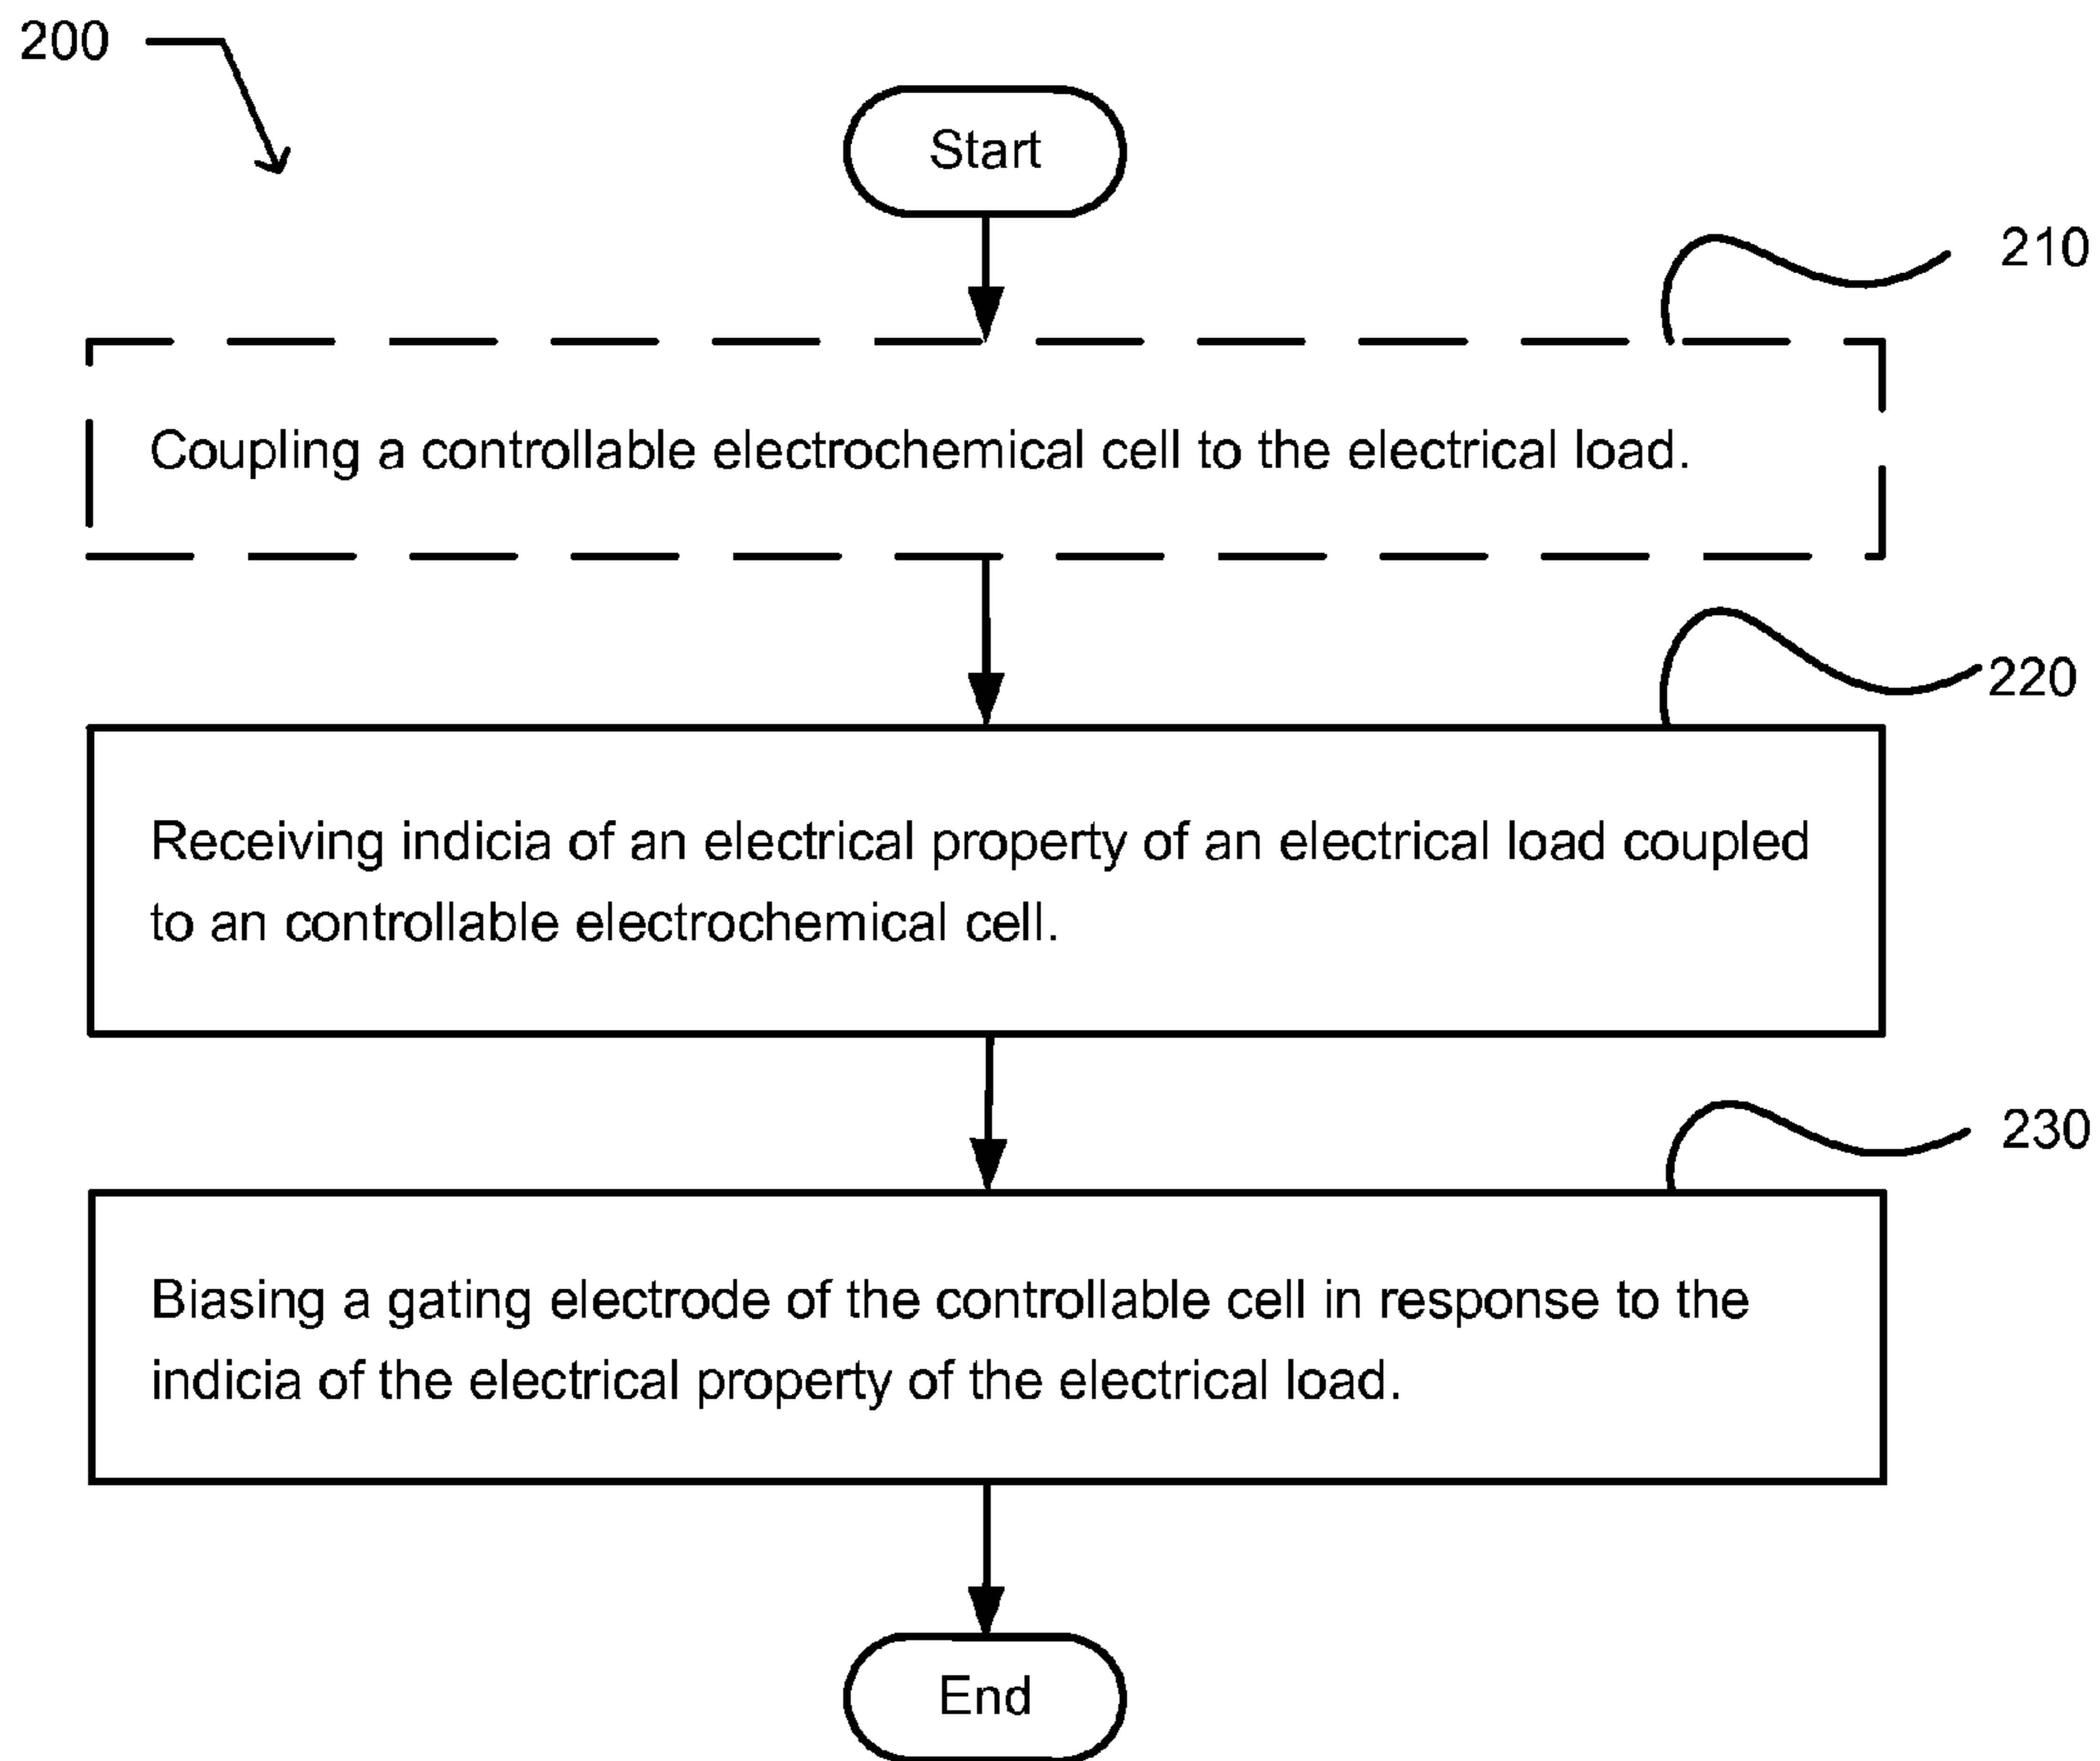 200
Start
210
Coupling a controllable electrochemical cell to the electrical load.
220
Receiving indicia of an electrical property of an electrical load coupled
to an controllable electrochemical cell.
230
Biasing a gating electrode of the controllable cell in response to the
indicia of the electrical property of the electrical load.
End